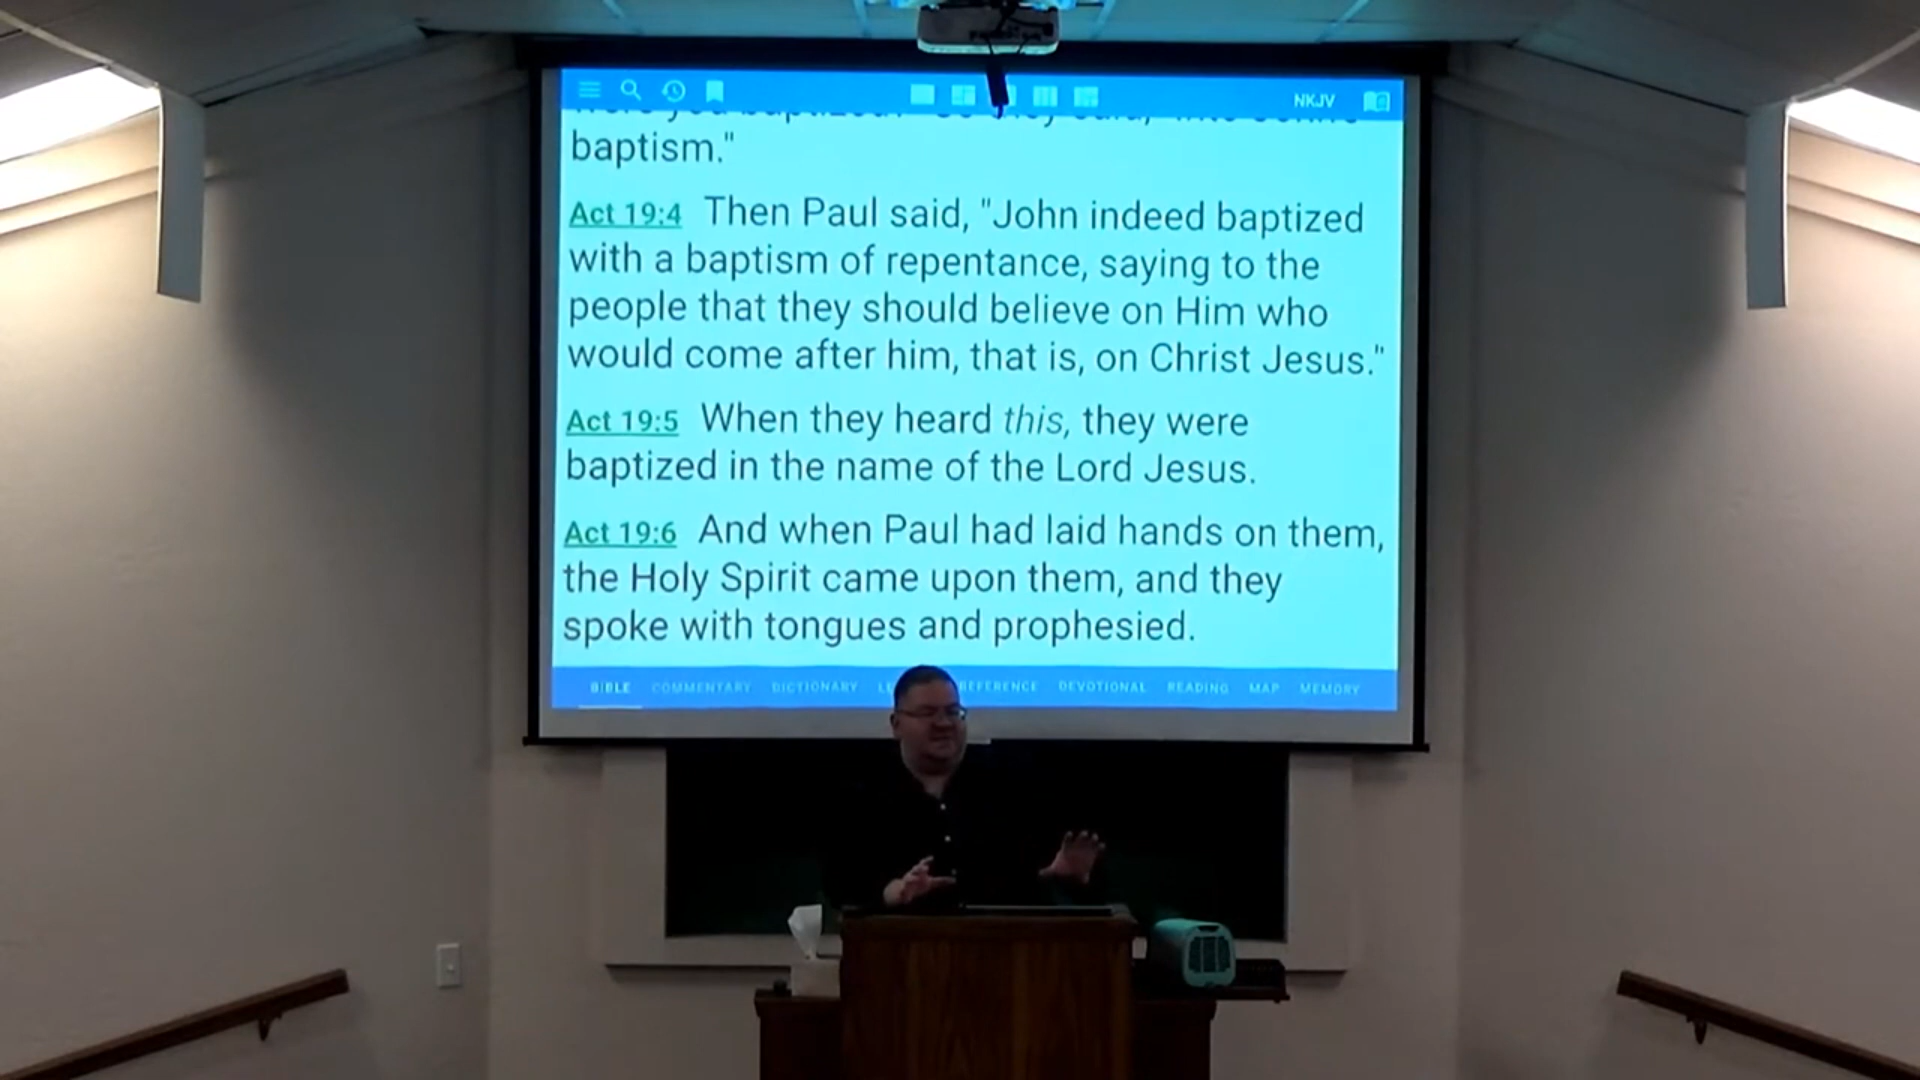 NKJV
baptism."
Act 19:4 Then Paul said, "John indeed baptized
with a baptism of repentance, saying to the
people that they should believe on Him who
would come after him, that is, on Christ Jesus."
Act 19:5 When they heard this, they were
baptized in the name of the Lord Jesus.
Act 19:6 And when Paul had laid hands on them,
the Holy Spirit came upon them, and they
spoke with tongues and prophesied.
BIBLE COMMENTARY DICTIONARY REFERENCE DEVOTIONAL READING MAP MEMORY